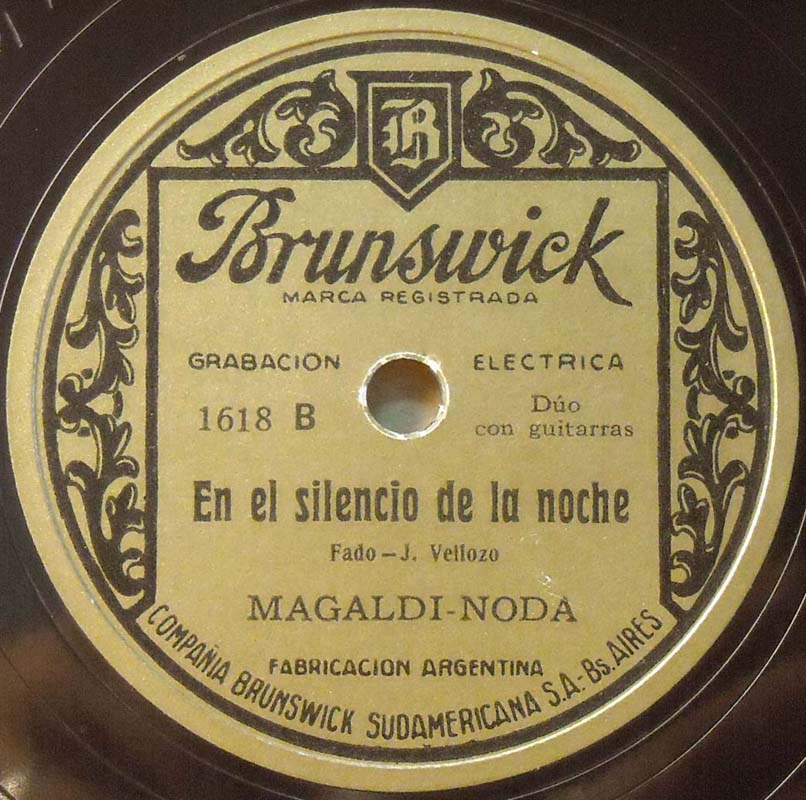 B
Brunswick
MARCA REGISTRADA
GRABACION ELECTRICA
1618 B
Dúo
con guitarras
En el silencio de la noche
Fado - J. Vellozo
MAGALDI-NODA
FABRICACION ARGENTINA
COMPAÑIA BRUNSWICK SUDAMERICANA S.A.-Bs. AIRES